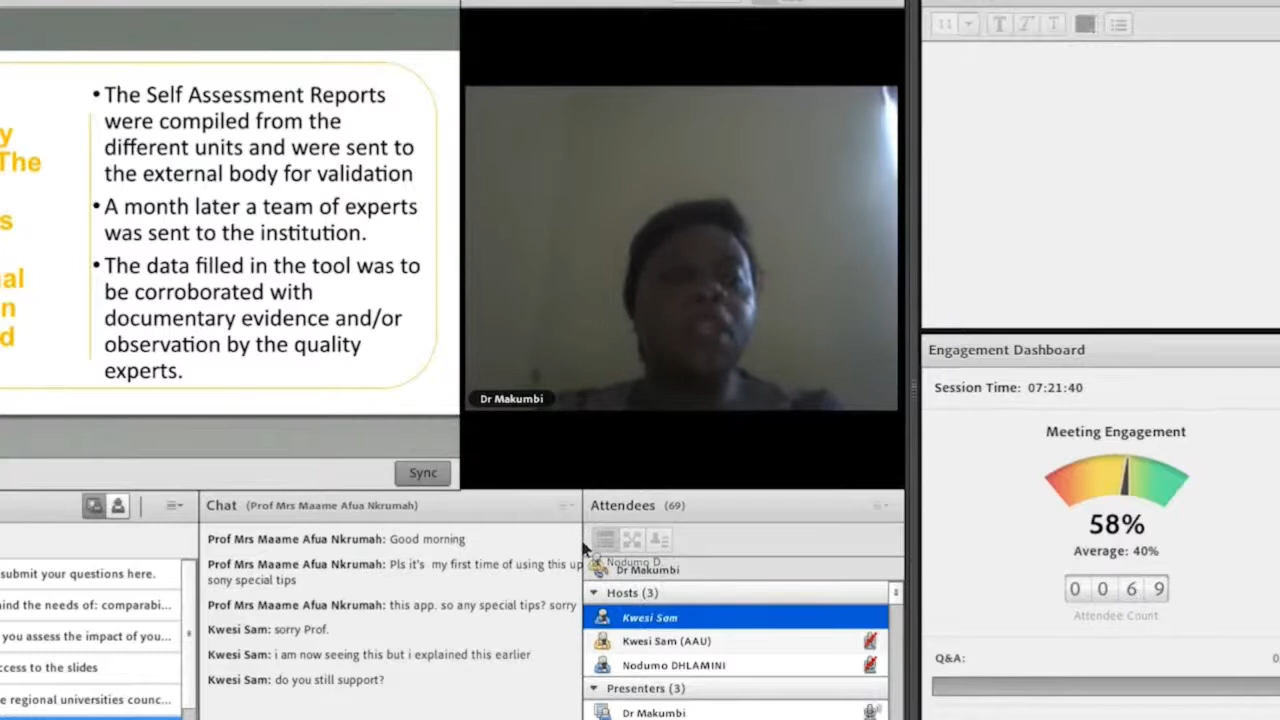 y
The
s
ual
n
d
• The Self Assessment Reports
were compiled from the
different units and were sent to
the external body for validation
• A month later a team of experts
was sent to the institution.
• The data filled in the tool was to
be corroborated with
documentary evidence and/or
observation by the quality
experts.
Dr Makumbi
Sync
submit your questions here.
ind the needs of: comparabi...
you assess the impact of you...
ccess to the slides
e regional universities counc...
Chat (Prof Mrs Maame Afua Nkrumah)
Prof Mrs Maame Afua Nkrumah: Good morning
Prof Mrs Maame Afua Nkrumah: Pls it's my first time of using this up
sony special tips
Prof Mrs Maame Afua Nkrumah: this app. so any special tips? sorry
Kwesi Sam: sorry Prof.
Kwesi Sam: i am now seeing this but i explained this earlier
Kwesi Sam: do you still support?
Attendees (69)
Nodumo D
Dr Makumbi
Hosts (3)
Kwesi Sam
Kwesi Sam (AAU)
Nodumo DHLAMINI
Presenters (3)
Dr Makumbi
11
T T T
Engagement Dashboard
Session Time: 07:21:40
Meeting Engagement
58%
Average: 40%
0 0 6 9
Attendee Count
Q&A:
0